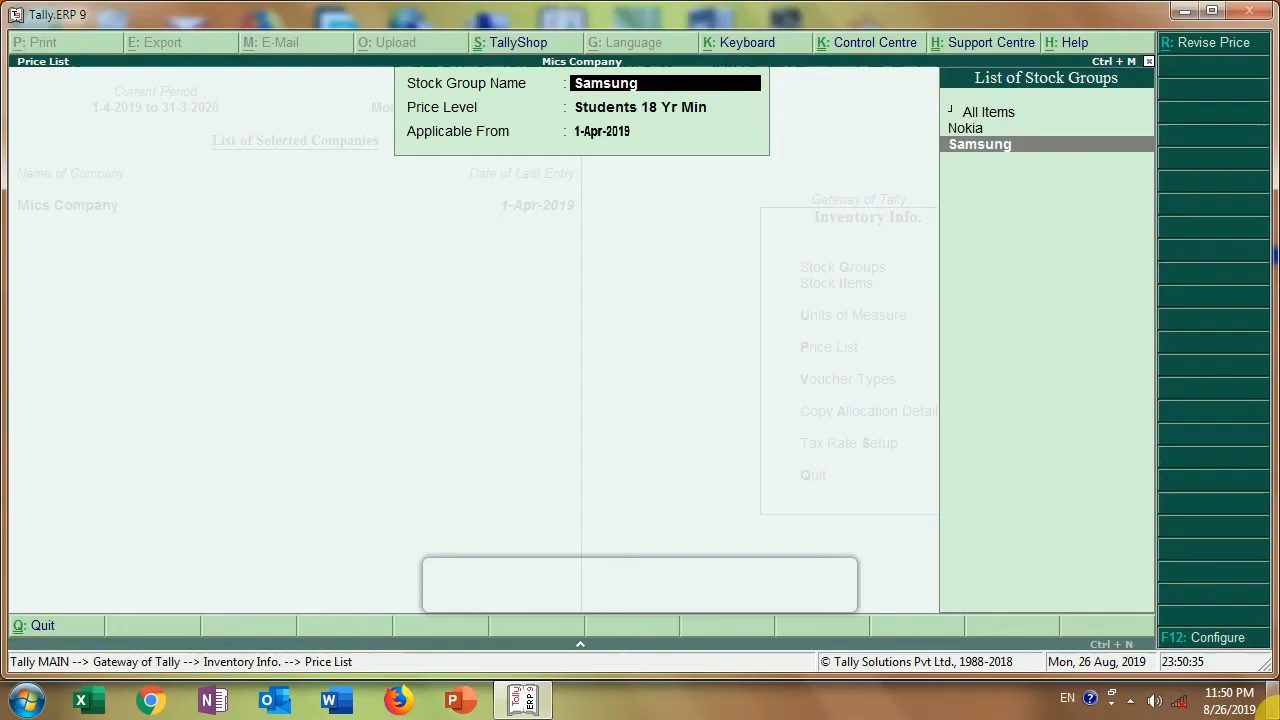 Tally.ERP 9
P: Print
E: Export
M: E-Mail
O: Upload
S: TallyShop
G: Language
K: Keyboard
K: Control Centre
H: Support Centre
H: Help
R: Revise Price
Price List
Mics Company
Ctrl + M
Stock Group Name : Samsung
Price Level : Students 18 Yr Min
Applicable From : 1-Apr-2019
List of Stock Groups
All Items
Nokia
Samsung
Current Period
1-4-2019 to 31-3-2020
List of Selected Companies
Name of Company
Date of Last Entry
Mics Company
1-Apr-2019
Gateway of Tally......
Inventory Info.
Stock Groups
Stock Items
Units of Measure
Price List
Voucher Types
Copy Allocation Detail
Tax Rate Setup
Quit
Q: Quit
Ctrl + N
F12: Configure
Tally MAIN --> Gateway of Tally --> Inventory Info. --> Price List
© Tally Solutions Pvt Ltd., 1988-2018
Mon, 26 Aug, 2019
23:50:35
EN
11:50 PM
8/26/2019